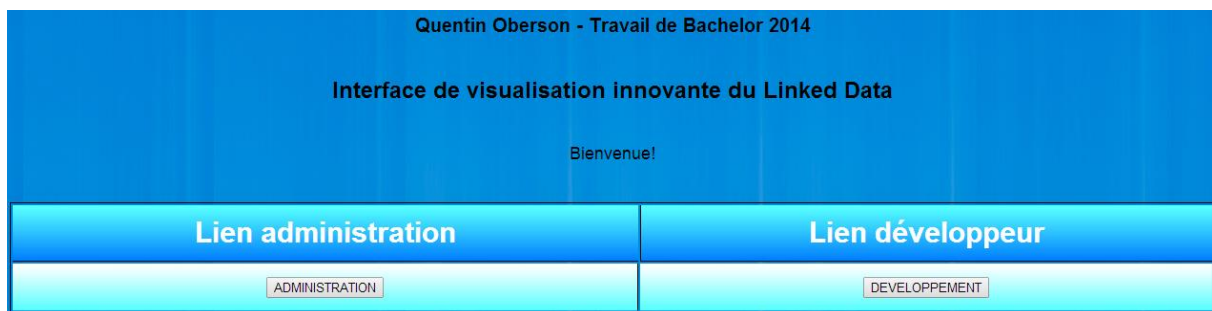 Quentin Oberson - Travail de Bachelor 2014
Interface de visualisation innovante du Linked Data
Bienvenue!
Lien administration Lien développeur
ADMINISTRATION DEVELOPPEMENT